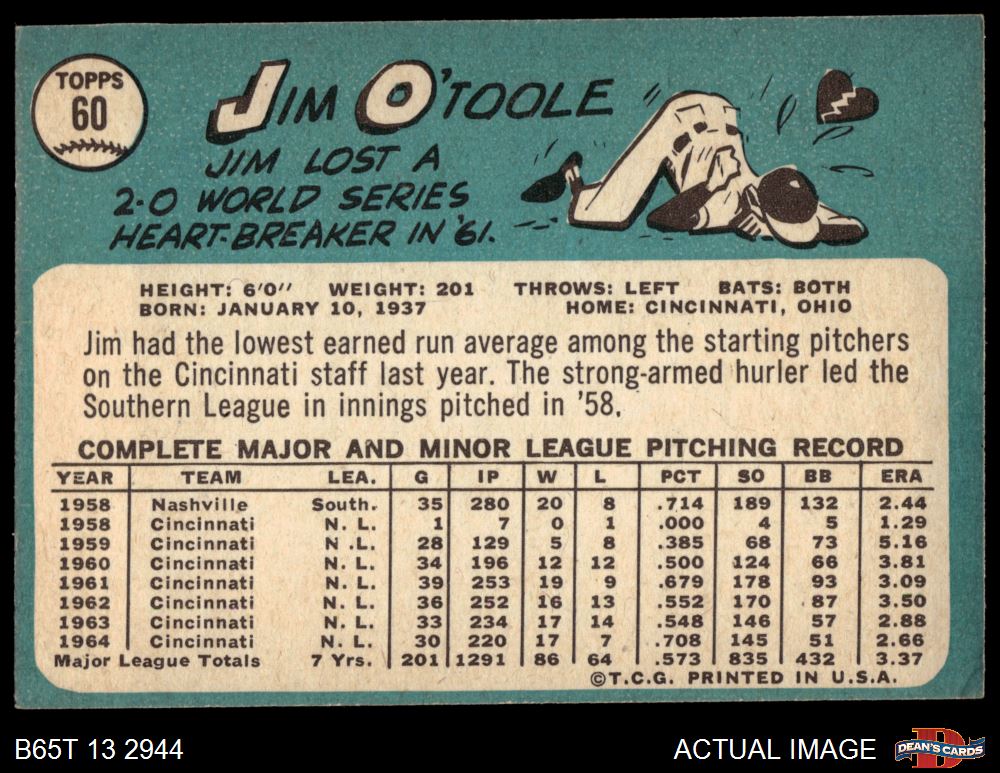 TOPPS
60
JIM O'TOOLE
JIM LOST A
2-0 WORLD SERIES
HEART-BREAKER IN '61.
HEIGHT: 6'0" WEIGHT: 201 THROWS: LEFT BATS: BOTH
BORN: JANUARY 10, 1937 HOME: CINCINNATI, OHIO
Jim had the lowest earned run average among the starting pitchers
on the Cincinnati staff last year. The strong-armed hurler led the
Southern League in innings pitched in '58.
COMPLETE MAJOR AND MINOR LEAGUE PITCHING RECORD
YEAR TEAM LEA. G IP W L PCT SO BB ERA
1958 Nashville South. 35 280 20 8 .714 189 132 2.44
1958 Cincinnati N. L. 1 7 0 1 .000 4 5 1.29
1959 Cincinnati N .L. 28 129 5 8 .385 68 73 5.16
1960 Cincinnati N. L. 34 196 12 12 .500 124 66 3.81
1961 Cincinnati N. L. 39 253 19 9 .679 178 93 3.09
1962 Cincinnati N. L. 36 252 16 13 .552 170 87 3.50
1963 Cincinnati N. L. 33 234 17 14 .548 146 57 2.88
1964 Cincinnati N. L. 30 220 17 7 .708 145 51 2.66
Major League Totals 7 Yrs. 201 1291 86 64 .573 835 432 3.37
©T.C.G. PRINTED IN U.S.A.
B65T 13 2944 ACTUAL IMAGE DEAN'S CARDS